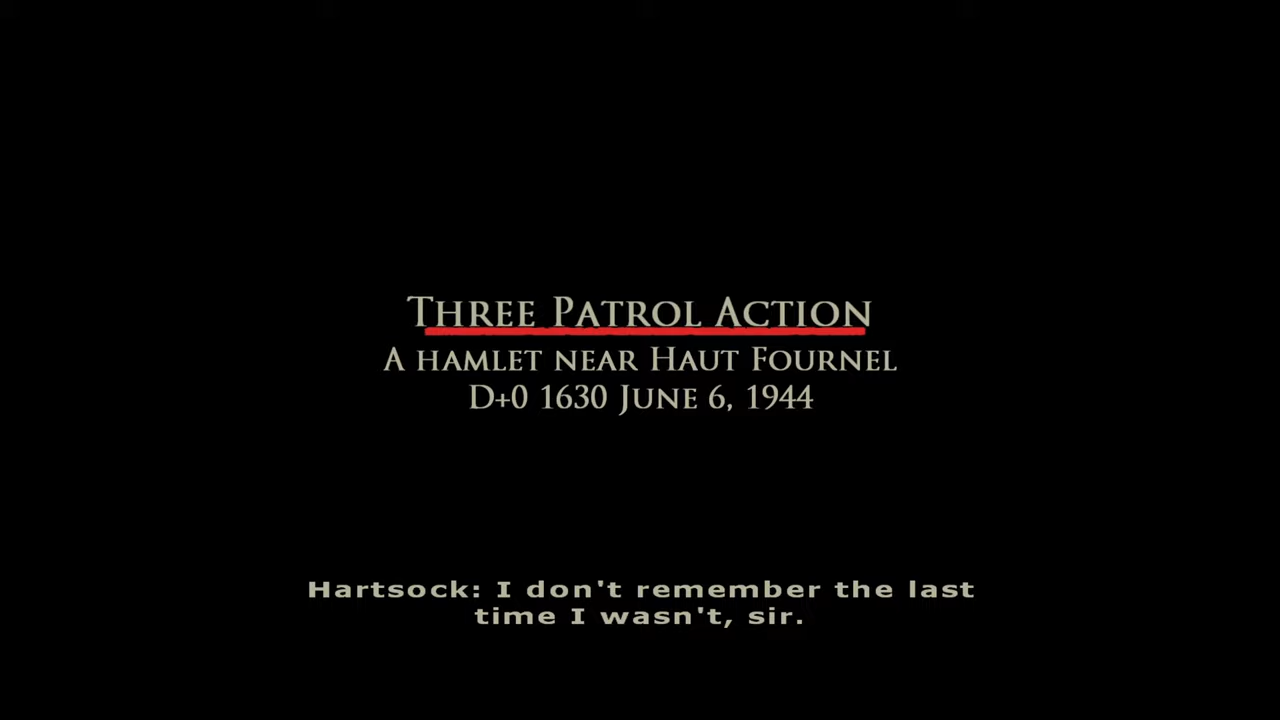 Three Patrol Action
A hamlet near Haut Fournel
D+0 1630 June 6, 1944
Hartsock: I don't remember the last
time I wasn't, sir.